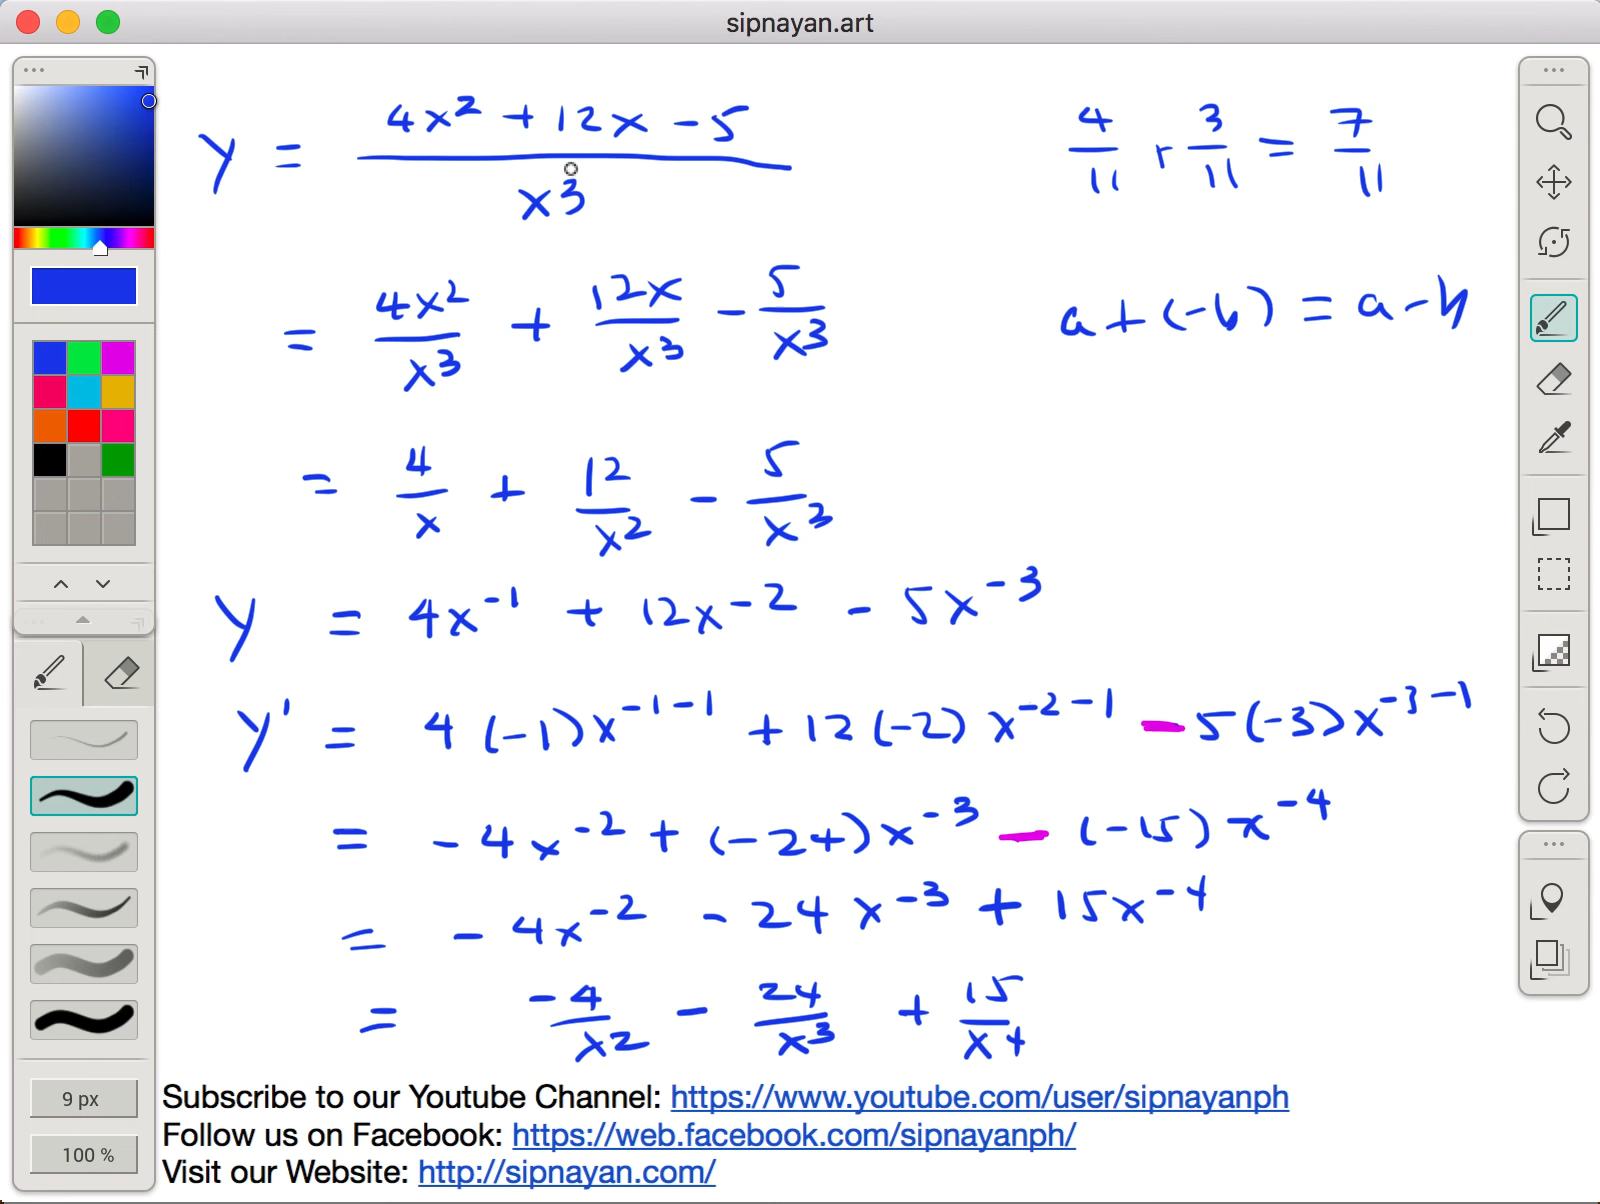 sipnayan.art
y = (4x² + 12x - 5) / x³
4/11 + 3/11 = 7/11
= 4x²/x³ + 12x/x³ - 5/x³
a + (-b) = a - b
= 4/x + 12/x² - 5/x³
y = 4x⁻¹ + 12x⁻² - 5x⁻³
y' = 4(-1)x⁻¹⁻¹ + 12(-2)x⁻²⁻¹ - 5(-3)x⁻³⁻¹
= -4x⁻² + (-24)x⁻³ - (-15)x⁻⁴
= -4x⁻² - 24x⁻³ + 15x⁻⁴
= -4/x² - 24/x³ + 15/x⁴
9 px
100 %
Subscribe to our Youtube Channel: https://www.youtube.com/user/sipnayanph
Follow us on Facebook: https://web.facebook.com/sipnayanph/
Visit our Website: http://sipnayan.com/